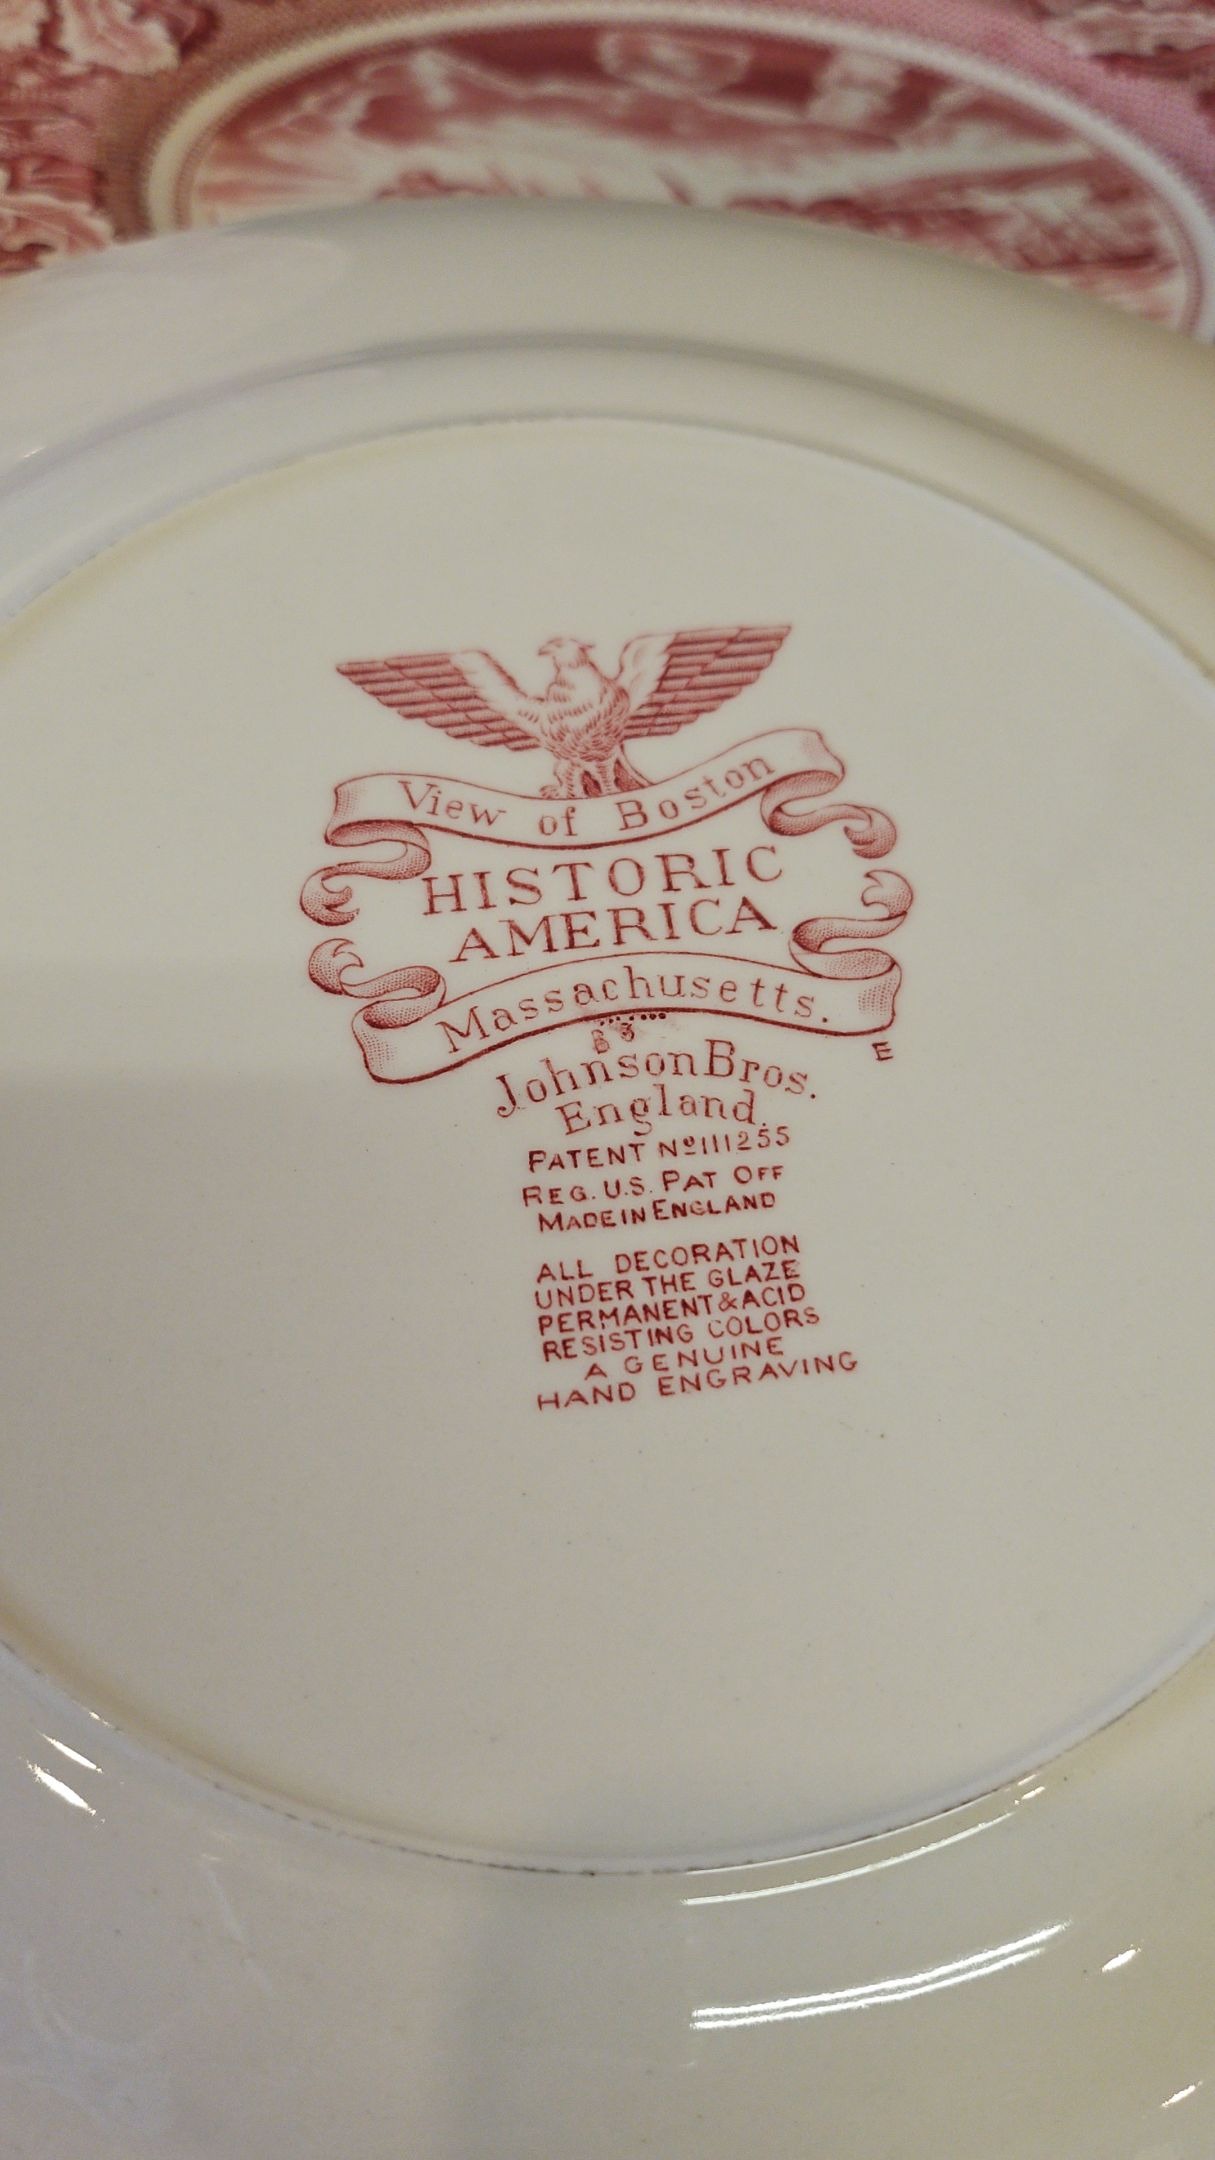 View of Boston
HISTORIC
AMERICA
Massachusetts.
E
Johnson Bros.
England.
PATENT Nº 111255
REG. U.S. PAT OFF
MADE IN ENGLAND
ALL DECORATION
UNDER THE GLAZE
PERMANENT & ACID
RESISTING COLORS
A GENUINE
HAND ENGRAVING